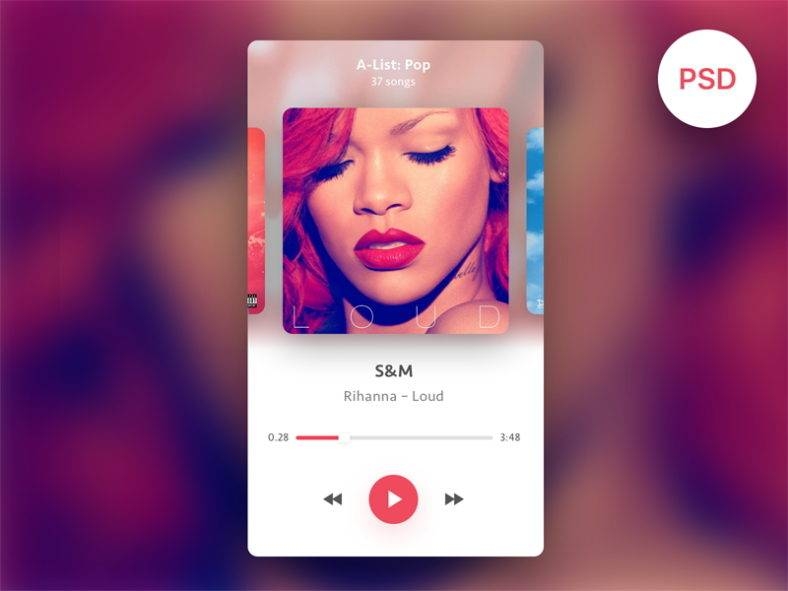 A-List: Pop
37 songs
PSD
L O U D
S&M
Rihanna – Loud
0.28
3:48